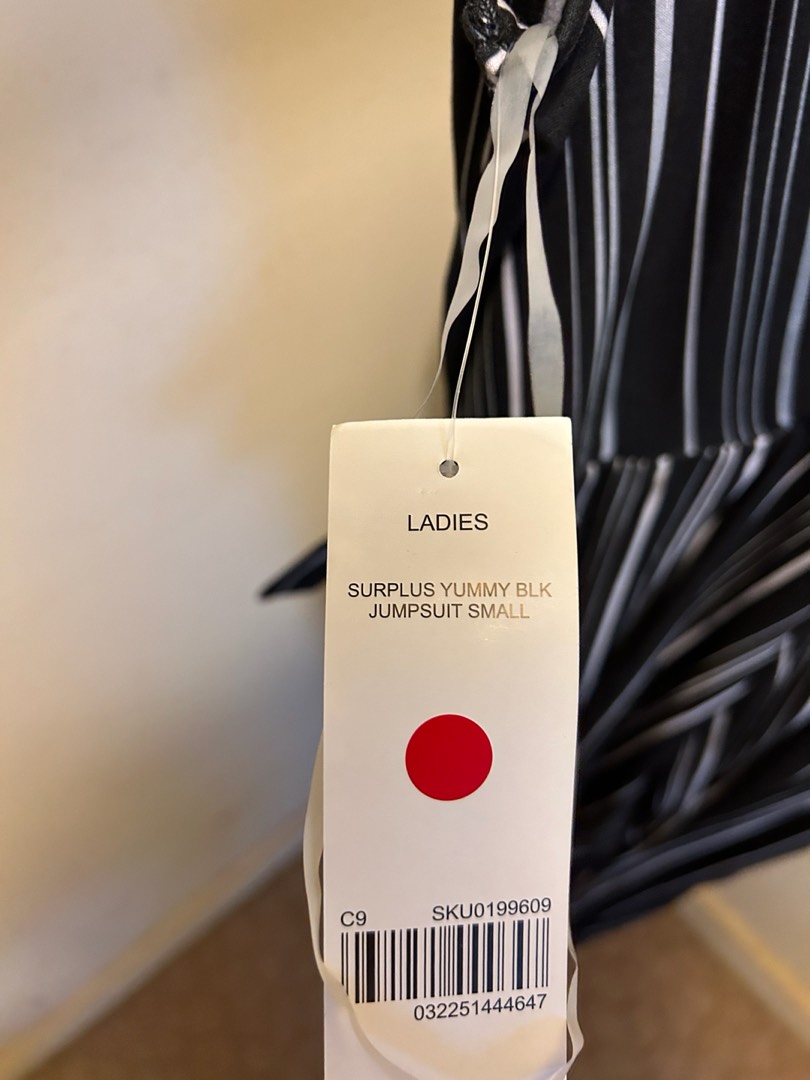 LADIES
SURPLUS YUMMY BLK
JUMPSUIT SMALL
C9 SKU0199609
032251444647